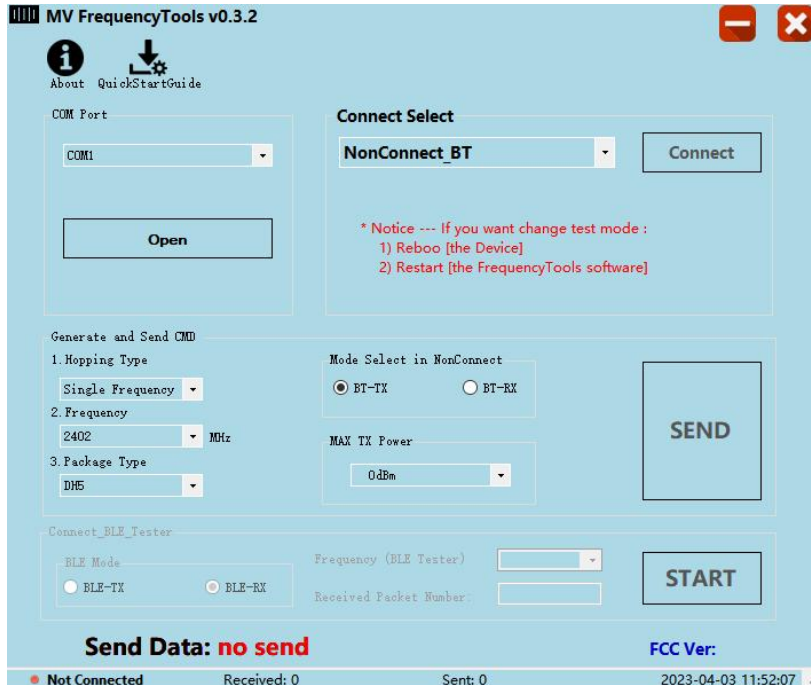 MV FrequencyTools v0.3.2
About QuickStartGuide
COM Port
COM1
Open
Connect Select
NonConnect_BT
Connect
* Notice --- If you want change test mode :
1) Reboo [the Device]
2) Restart [the FrequencyTools software]
Generate and Send CMD
1.Hopping Type
Single Frequency
2.Frequency
2402 MHz
3.Package Type
DH5
Mode Select in NonConnect
BT-TX BT-RX
MAX TX Power
0dBm
SEND
Connect_BLE_Tester
BLE Mode
BLE-TX BLE-RX
Frequency (BLE Tester)
Received Packet Number:
START
Send Data: no send
FCC Ver:
Not Connected Received: 0 Sent: 0 2023-04-03 11:52:07